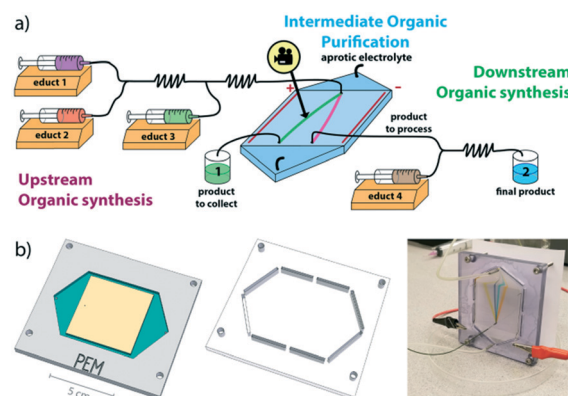 a)
Intermediate Organic
Purification
aprotic electrolyte
educt 1
educt 2
educt 3
+
−
Downstream
Organic synthesis
product
to process
Upstream
Organic synthesis
1
product
to collect
educt 4
2
final product
b)
PEM
5 cm